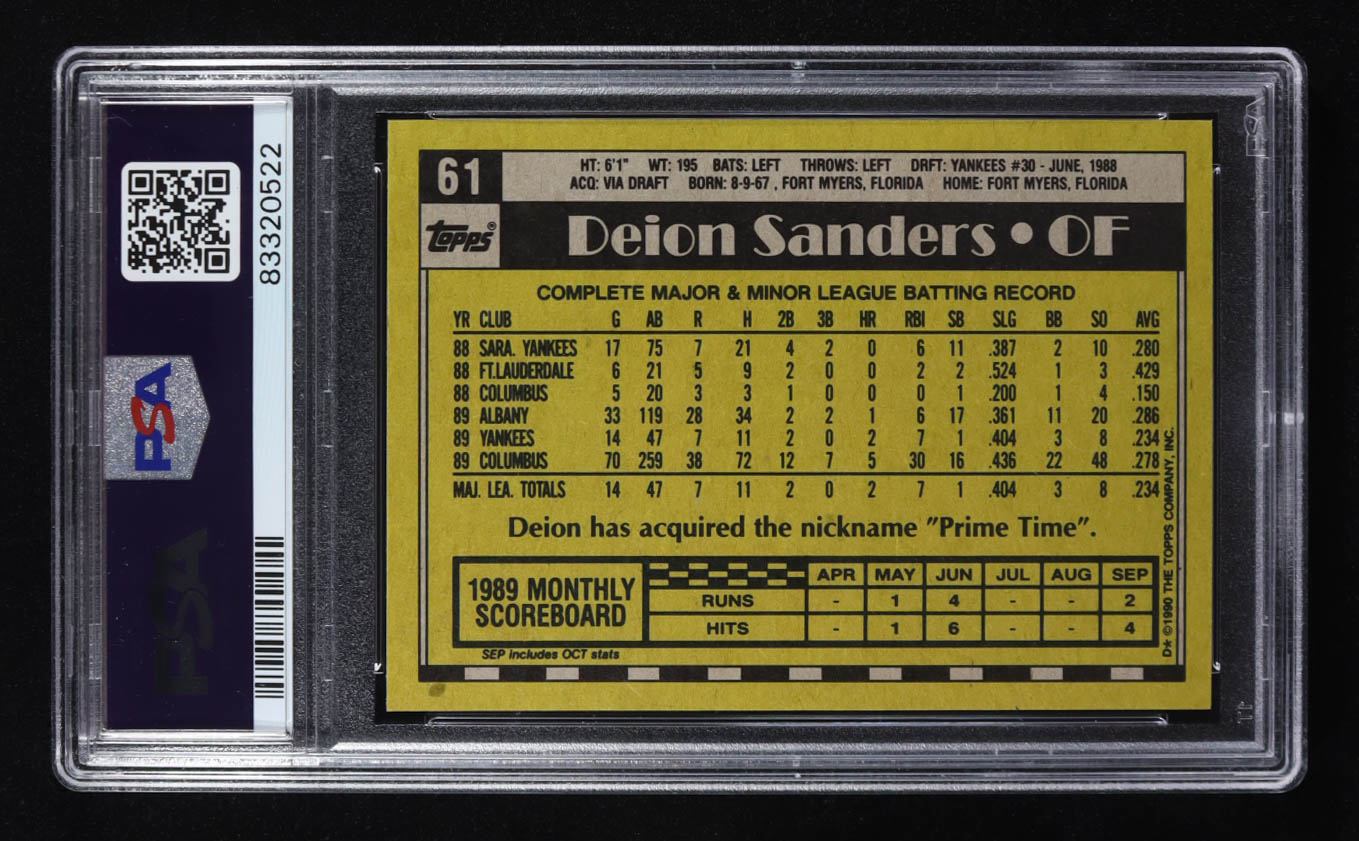 83320522
PSA
PSA
61
HT: 6'1" WT: 195 BATS: LEFT THROWS: LEFT DRFT: YANKEES #30 - JUNE, 1988
ACQ: VIA DRAFT BORN: 8-9-67 , FORT MYERS, FLORIDA HOME: FORT MYERS, FLORIDA
Topps®
Deion Sanders • OF
COMPLETE MAJOR & MINOR LEAGUE BATTING RECORD
YR CLUB G AB R H 2B 3B HR RBI SB SLG BB SO AVG
88 SARA. YANKEES 17 75 7 21 4 2 0 6 11 .387 2 10 .280
88 FT.LAUDERDALE 6 21 5 9 2 0 0 2 2 .524 1 3 .429
88 COLUMBUS 5 20 3 3 1 0 0 0 1 .200 1 4 .150
89 ALBANY 33 119 28 34 2 2 1 6 17 .361 11 20 .286
89 YANKEES 14 47 7 11 2 0 2 7 1 .404 3 8 .234
89 COLUMBUS 70 259 38 72 12 7 5 30 16 .436 22 48 .278
MAJ. LEA. TOTALS 14 47 7 11 2 0 2 7 1 .404 3 8 .234
Deion has acquired the nickname "Prime Time".
1989 MONTHLY
SCOREBOARD
APR MAY JUN JUL AUG SEP
RUNS - 1 4 - - 2
HITS - 1 6 - - 4
SEP includes OCT stats
D★ ©1990 THE TOPPS COMPANY, INC.